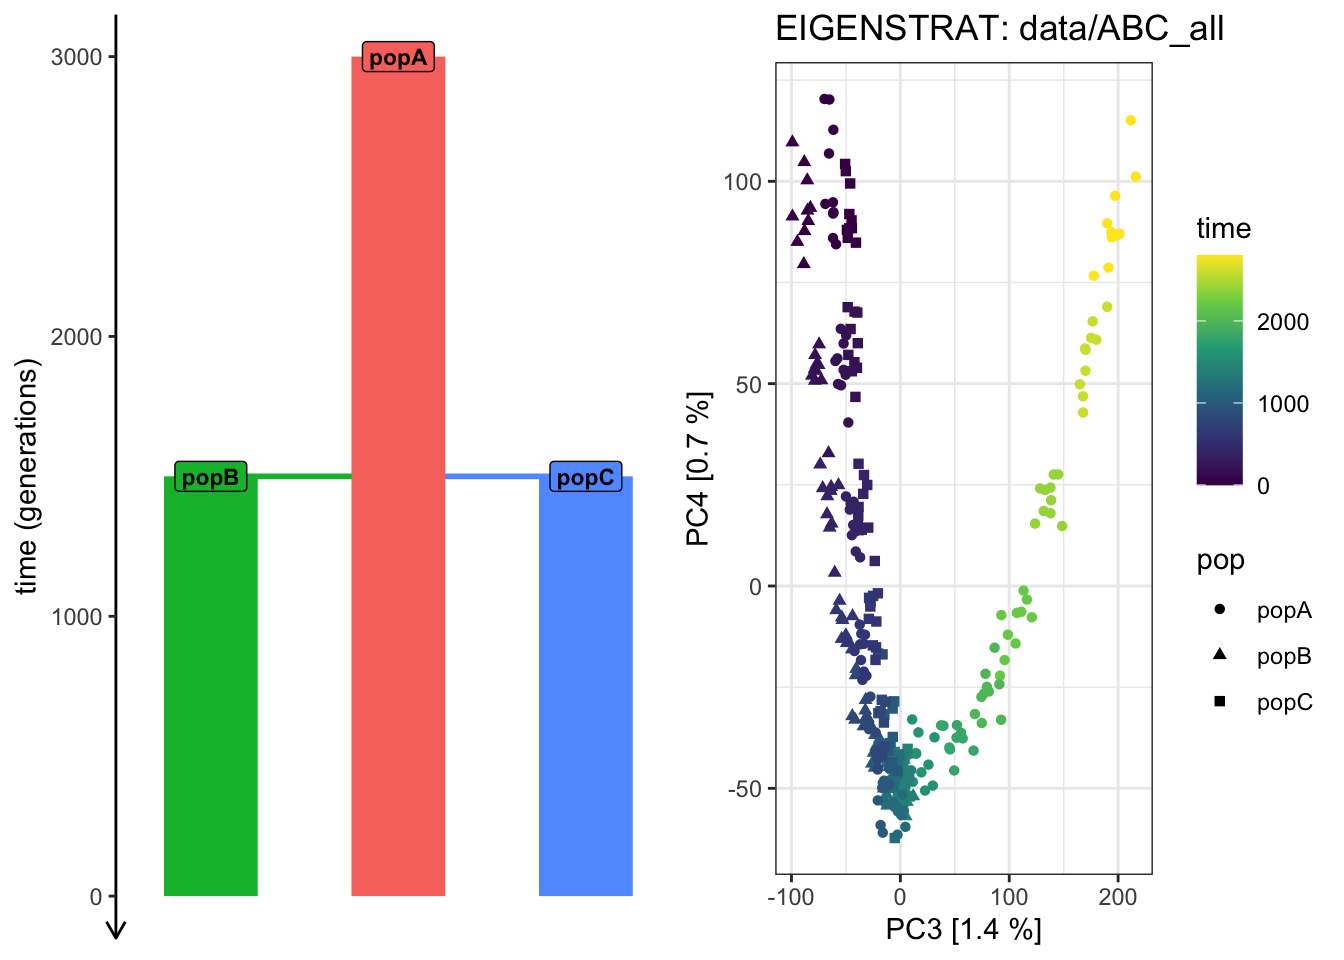 time (generations)
3000
2000
1000
0
popA
popB
popC
EIGENSTRAT: data/ABC_all
PC4 [0.7 %]
100
50
0
-50
-100
0
100
200
PC3 [1.4 %]
time
2000
1000
0
pop
popA
popB
popC